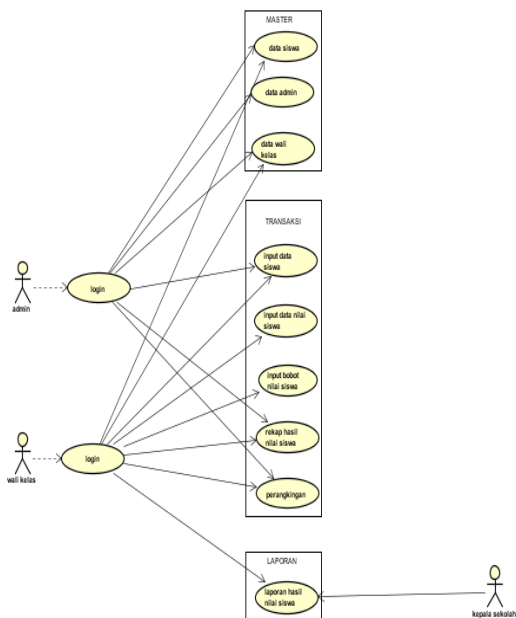 MASTER
data siswa
data admin
data wali
kelas
TRANSAKSI
input data
siswa
admin
login
input data nilai
siswa
input bobot
nilai siswa
rekap hasil
nilai siswa
wali kelas
login
perangkingan
LAPORAN
laporan hasil
nilai siswa
kepala sekolah